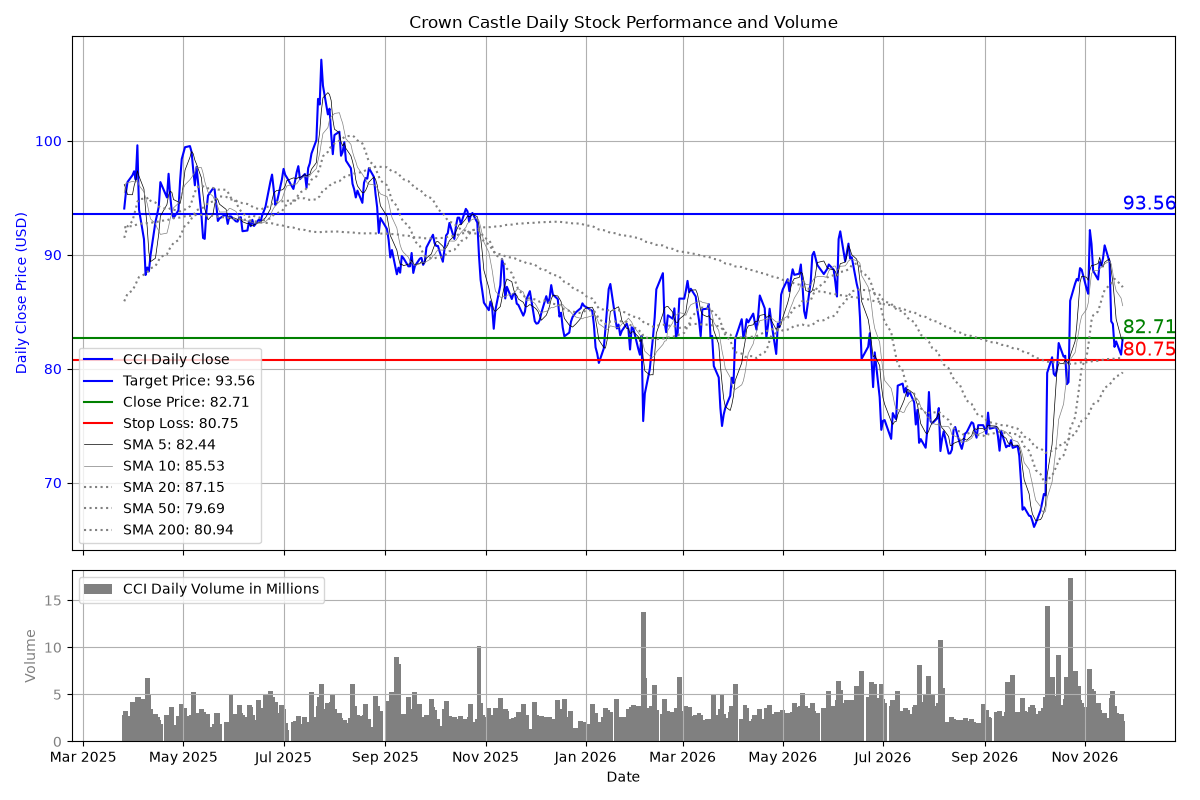 Crown Castle Daily Stock Performance and Volume
Daily Close Price (USD)
100
90
80
70
93.56
82.71
80.75
CCI Daily Close
Target Price: 93.56
Close Price: 82.71
Stop Loss: 80.75
SMA 5: 82.44
SMA 10: 85.53
SMA 20: 87.15
SMA 50: 79.69
SMA 200: 80.94
CCI Daily Volume in Millions
Volume
15
10
5
0
Mar 2025 May 2025 Jul 2025 Sep 2025 Nov 2025 Jan 2026 Mar 2026 May 2026 Jul 2026 Sep 2026 Nov 2026
Date